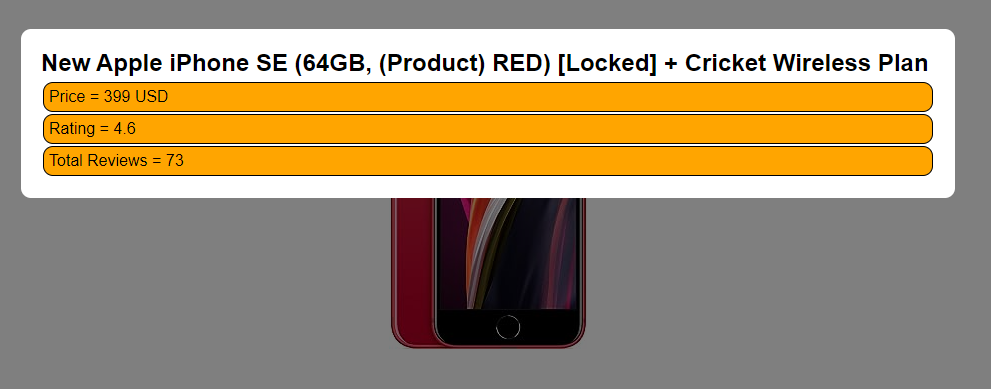 New Apple iPhone SE (64GB, (Product) RED) [Locked] + Cricket Wireless Plan
Price = 399 USD
Rating = 4.6
Total Reviews = 73